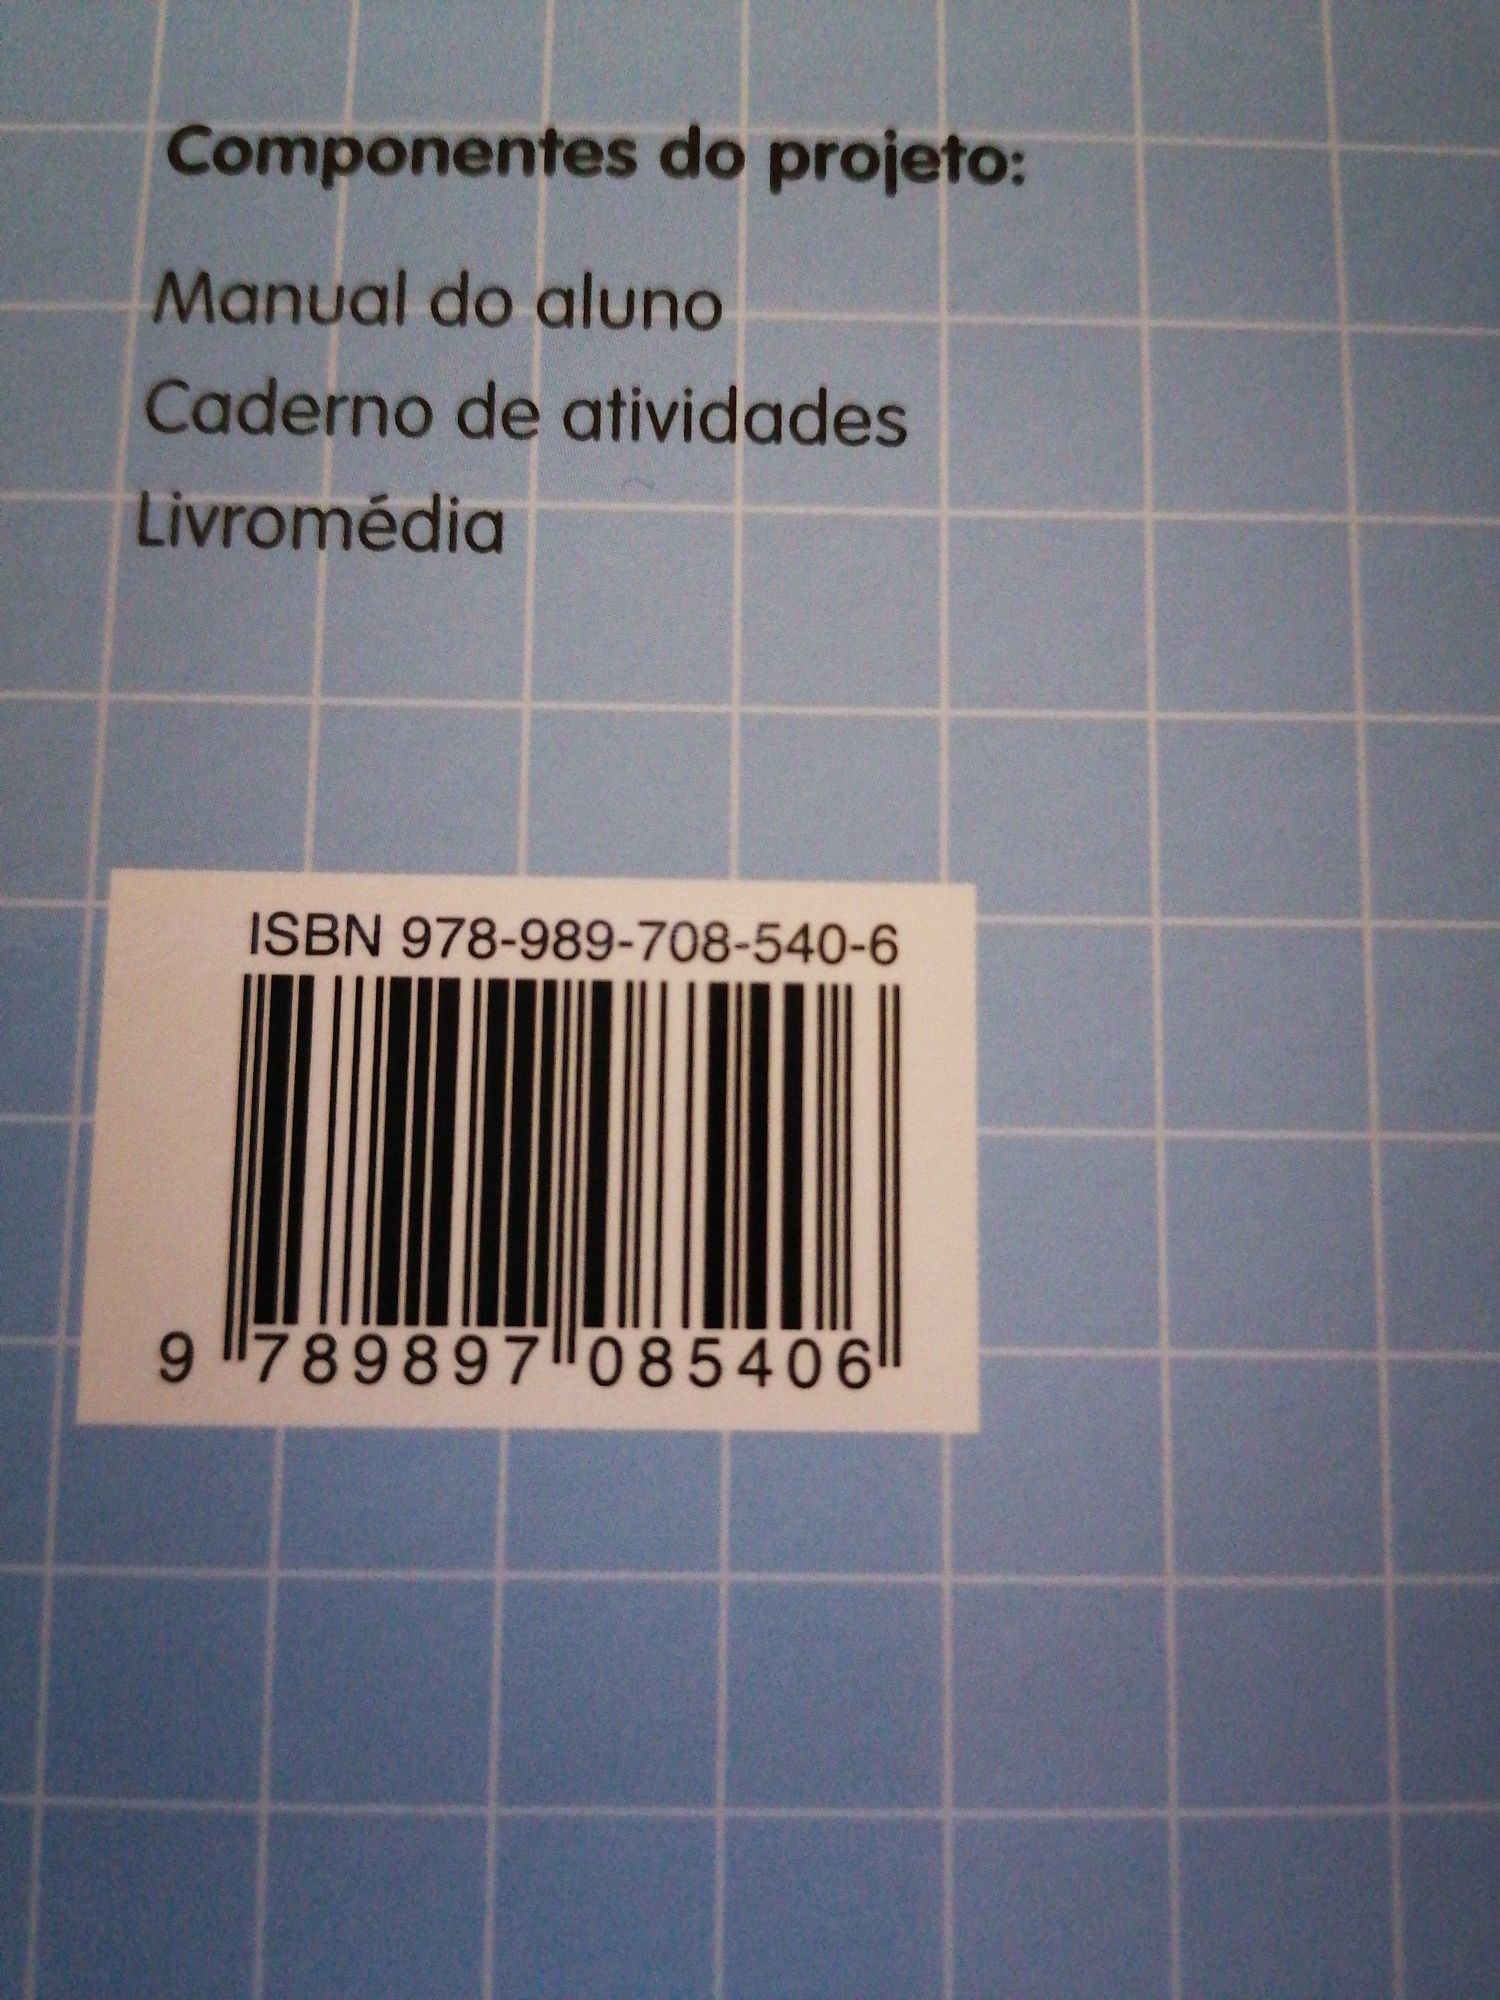 Componentes do projeto:
Manual do aluno
Caderno de atividades
Livromédia
ISBN 978-989-708-540-6
9 789897 085406